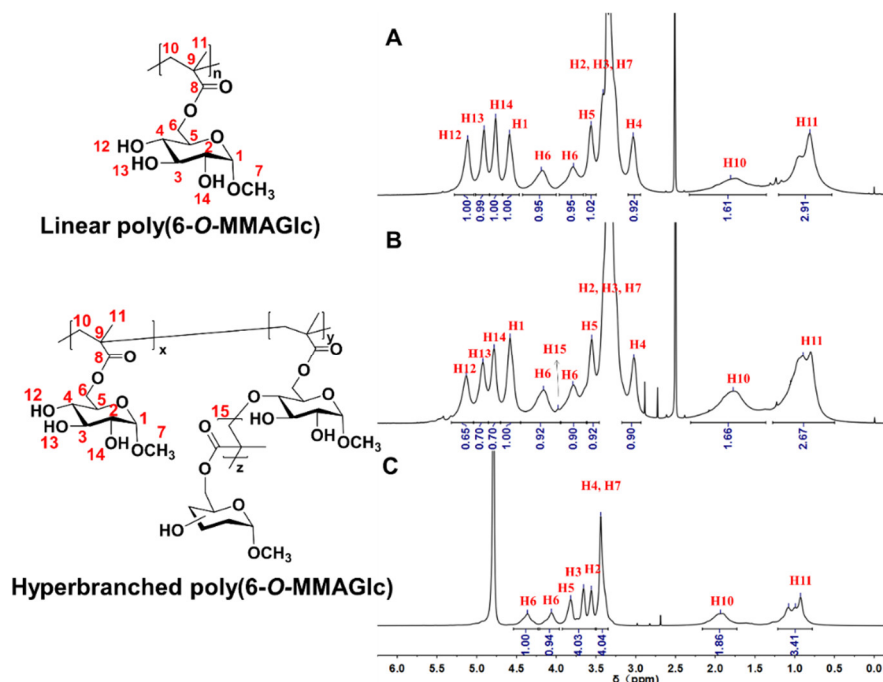 10
11
9
n
8
O
O
6
4
5
O
12
HO
2
1
HO
13
3
OH
14
7
OCH3
Linear poly(6-O-MMAGlc)
10
11
9
x
y
8
O
O
O
O
6
12
HO
4
5
O
15
O
O
HO
2
1
HO
13
3
OH
14
7
OCH3
OH
OCH3
O
O
z
O
HO
OCH3
Hyperbranched poly(6-O-MMAGlc)
A
H2, H3, H7
H12
H13
H14
H1
H6
H6
H5
H4
H10
H11
1.00
0.99
1.00
1.00
0.95
0.95
1.02
0.92
1.61
2.91
B
H2, H3, H7
H12
H13
H14
H1
H15
H6
H6
H5
H4
H10
H11
0.65
0.70
0.70
1.00
0.92
0.90
0.92
0.90
1.66
2.67
C
H4, H7
H6
H6
H5
H3
H2
H10
H11
1.00
0.94
4.03
4.04
1.86
3.41
6.0 5.5 5.0 4.5 4.0 3.5 3.0 2.5 2.0 1.5 1.0 0.5 -0.0
δ (ppm)